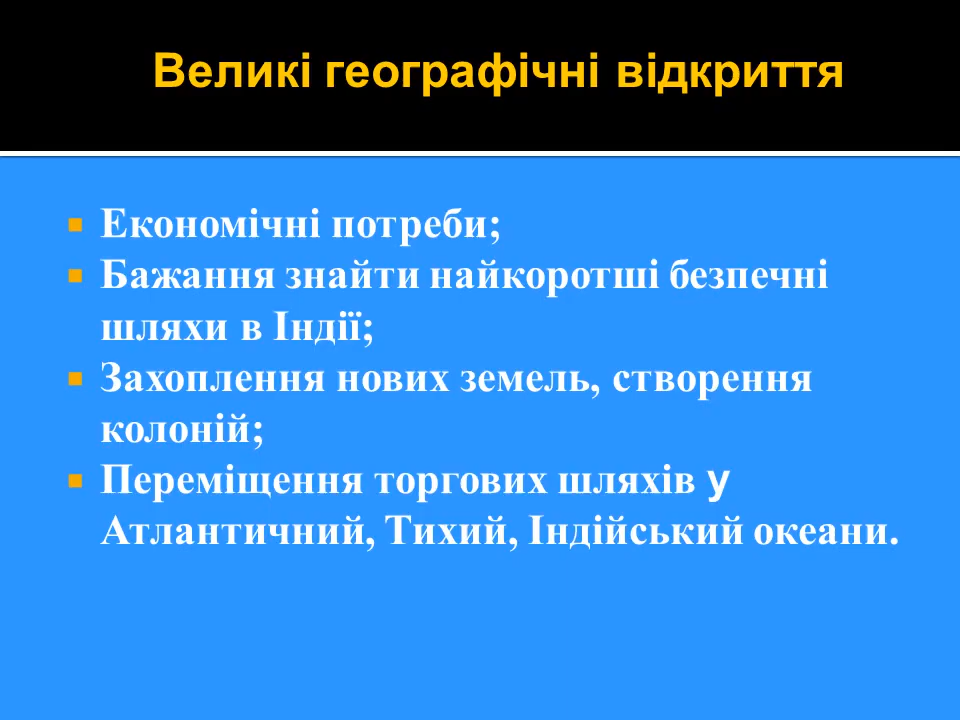 Великі географічні відкриття
Економічні потреби;
Бажання знайти найкоротші безпечні
шляхи в Індії;
Захоплення нових земель, створення
колоній;
Переміщення торгових шляхів у
Атлантичний, Тихий, Індійський океани.